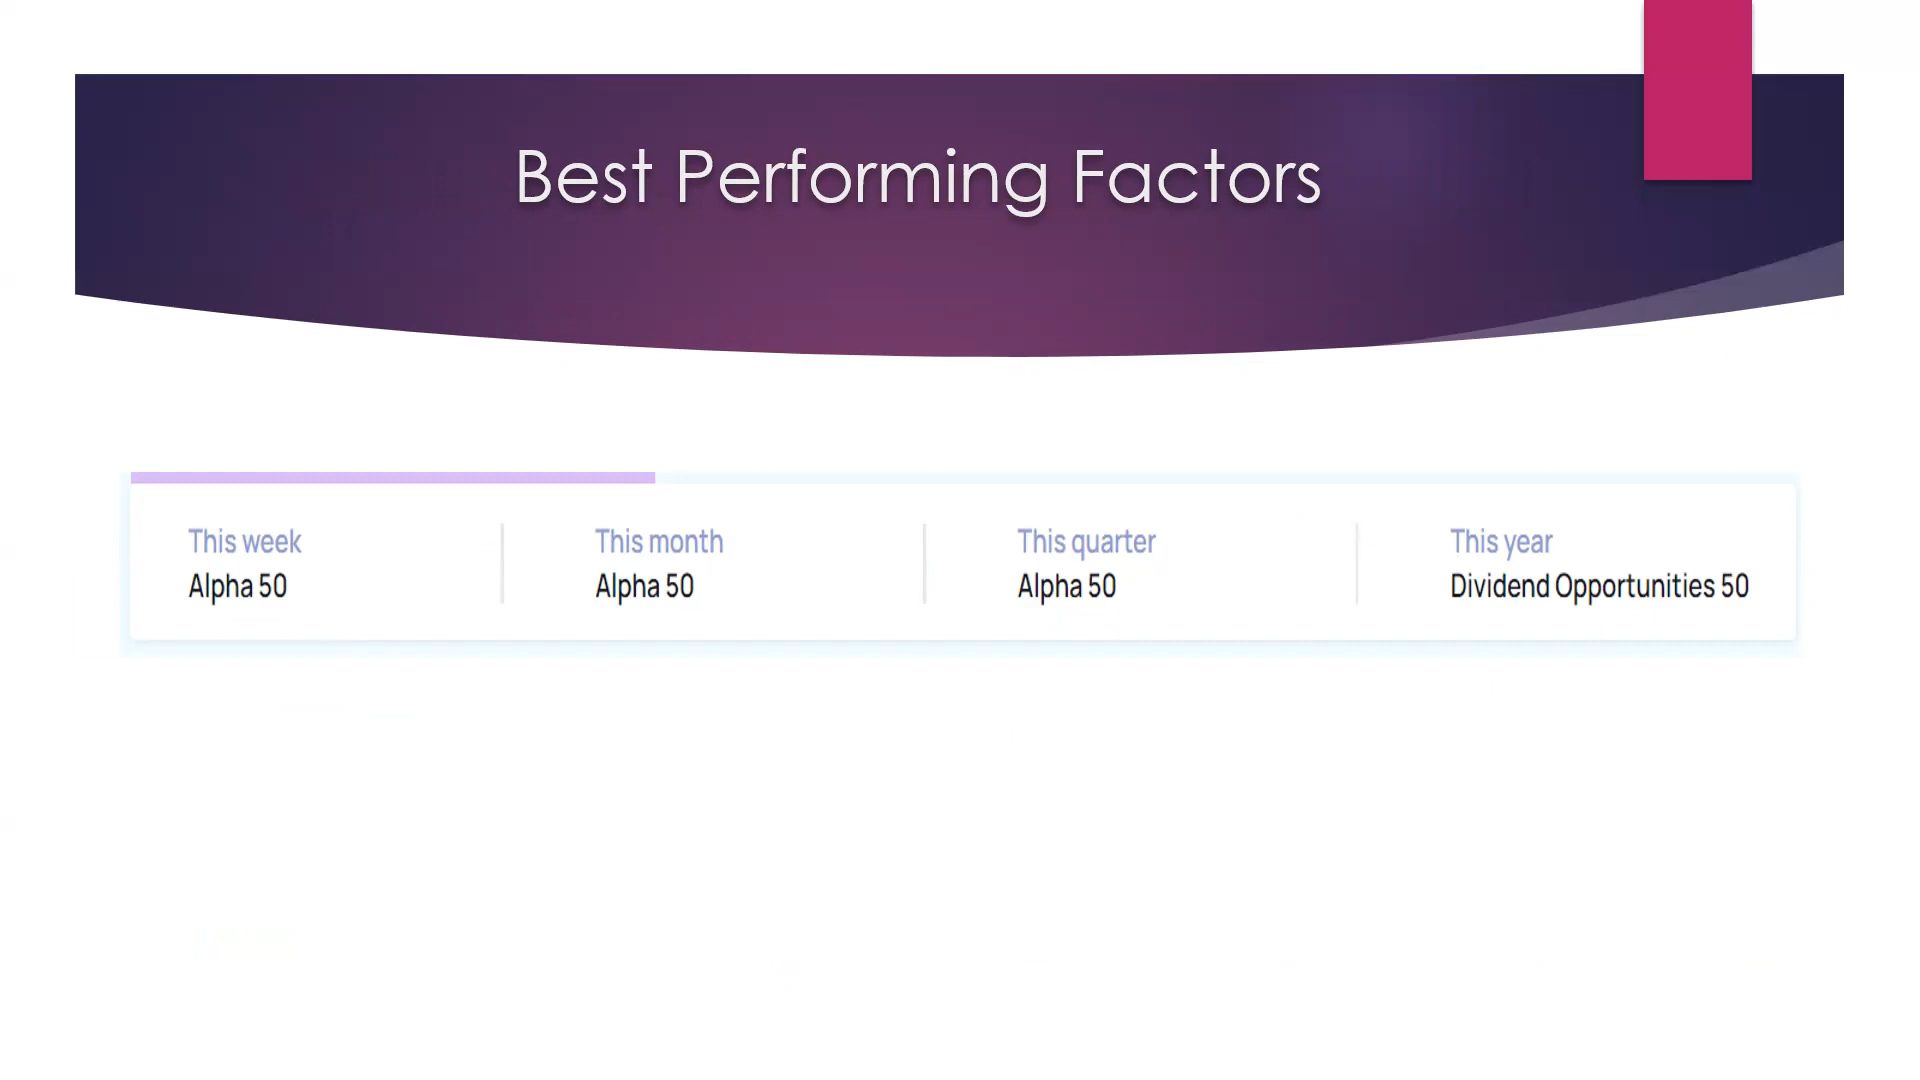 Best Performing Factors
This week
Alpha 50
This month
Alpha 50
This quarter
Alpha 50
This year
Dividend Opportunities 50